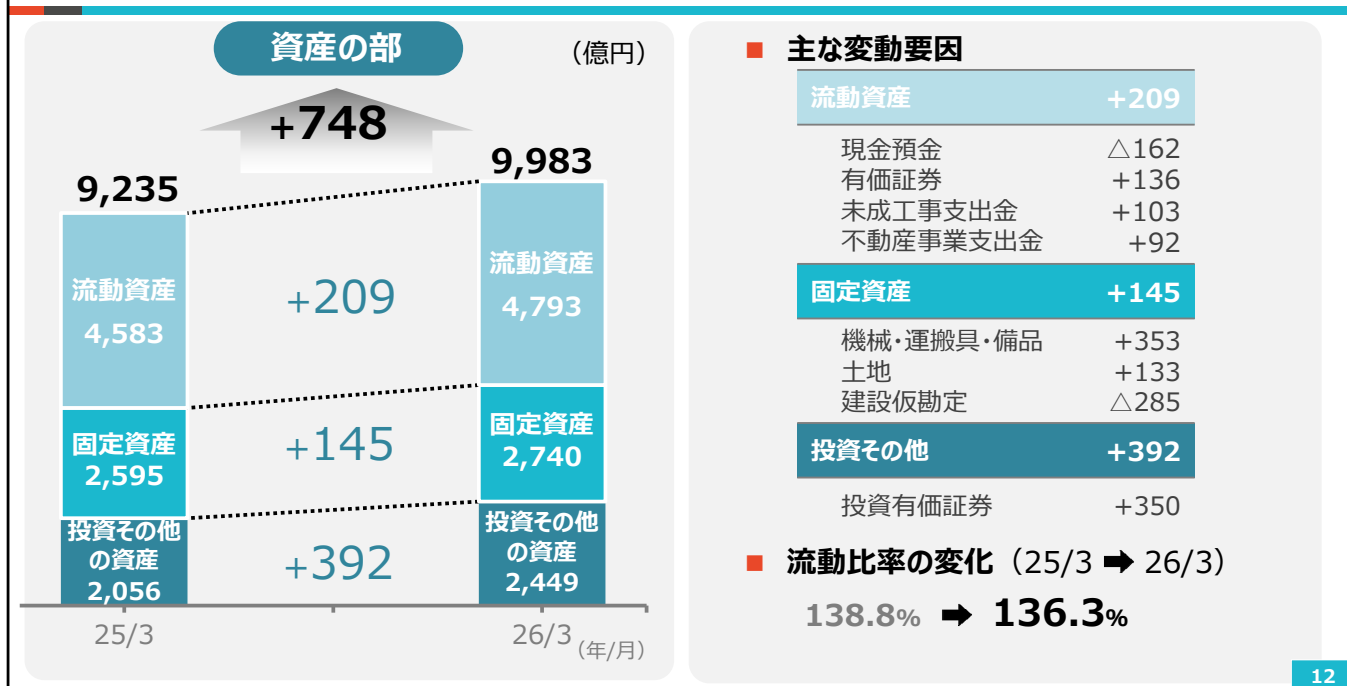 資産の部
（億円）
+748
9,235
9,983
流動資産
4,583
+209
流動資産
4,793
固定資産
2,595
+145
固定資産
2,740
投資その他
の資産
2,056
+392
投資その他
の資産
2,449
25/3
26/3
（年/月）
■ 主な変動要因
流動資産 +209
現金預金 △162
有価証券 +136
未成工事支出金 +103
不動産事業支出金 +92
固定資産 +145
機械・運搬具・備品 +353
土地 +133
建設仮勘定 △285
投資その他 +392
投資有価証券 +350
■ 流動比率の変化（25/3 ➡ 26/3）
138.8% ➡ 136.3%
12